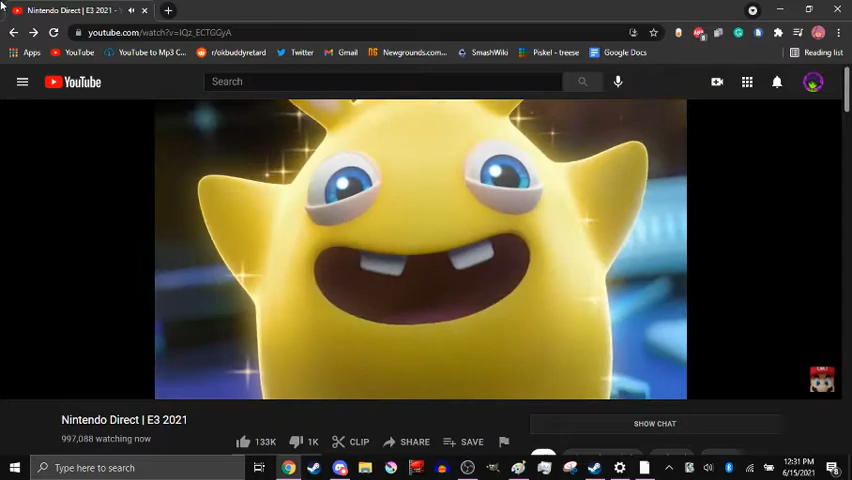 Nintendo Direct | E3 2021 -
youtube.com/watch?v=IQz_ECTGGyA
Apps
YouTube
YouTube to Mp3 C...
r/okbuddyretard
Twitter
Gmail
Newgrounds.com...
SmashWiki
Piskel - treese
Google Docs
Reading list
YouTube
Search
Nintendo Direct | E3 2021
997,088 watching now
133K
1K
CLIP
SHARE
SAVE
SHOW CHAT
Type here to search
12:31 PM
6/15/2021